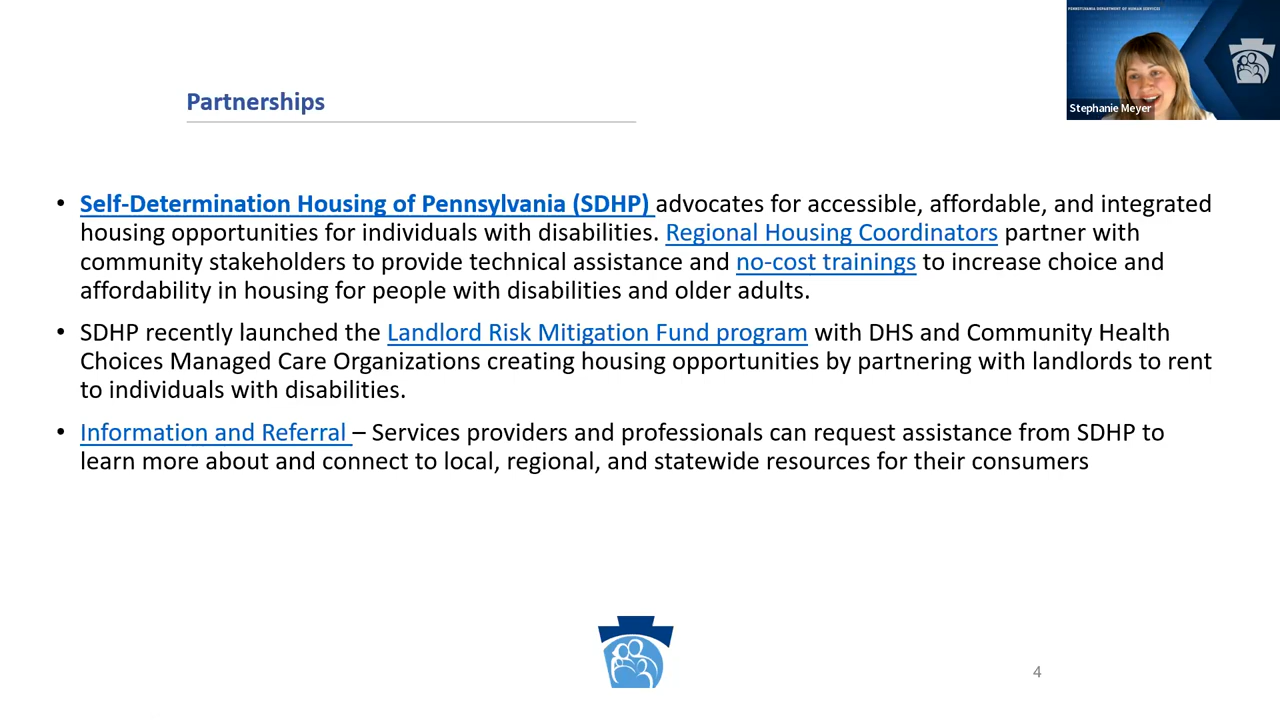 PENNSYLVANIA DEPARTMENT OF HUMAN SERVICES
Stephanie Meyer
Partnerships
• Self-Determination Housing of Pennsylvania (SDHP) advocates for accessible, affordable, and integrated
housing opportunities for individuals with disabilities. Regional Housing Coordinators partner with
community stakeholders to provide technical assistance and no-cost trainings to increase choice and
affordability in housing for people with disabilities and older adults.
• SDHP recently launched the Landlord Risk Mitigation Fund program with DHS and Community Health
Choices Managed Care Organizations creating housing opportunities by partnering with landlords to rent
to individuals with disabilities.
• Information and Referral – Services providers and professionals can request assistance from SDHP to
learn more about and connect to local, regional, and statewide resources for their consumers
4